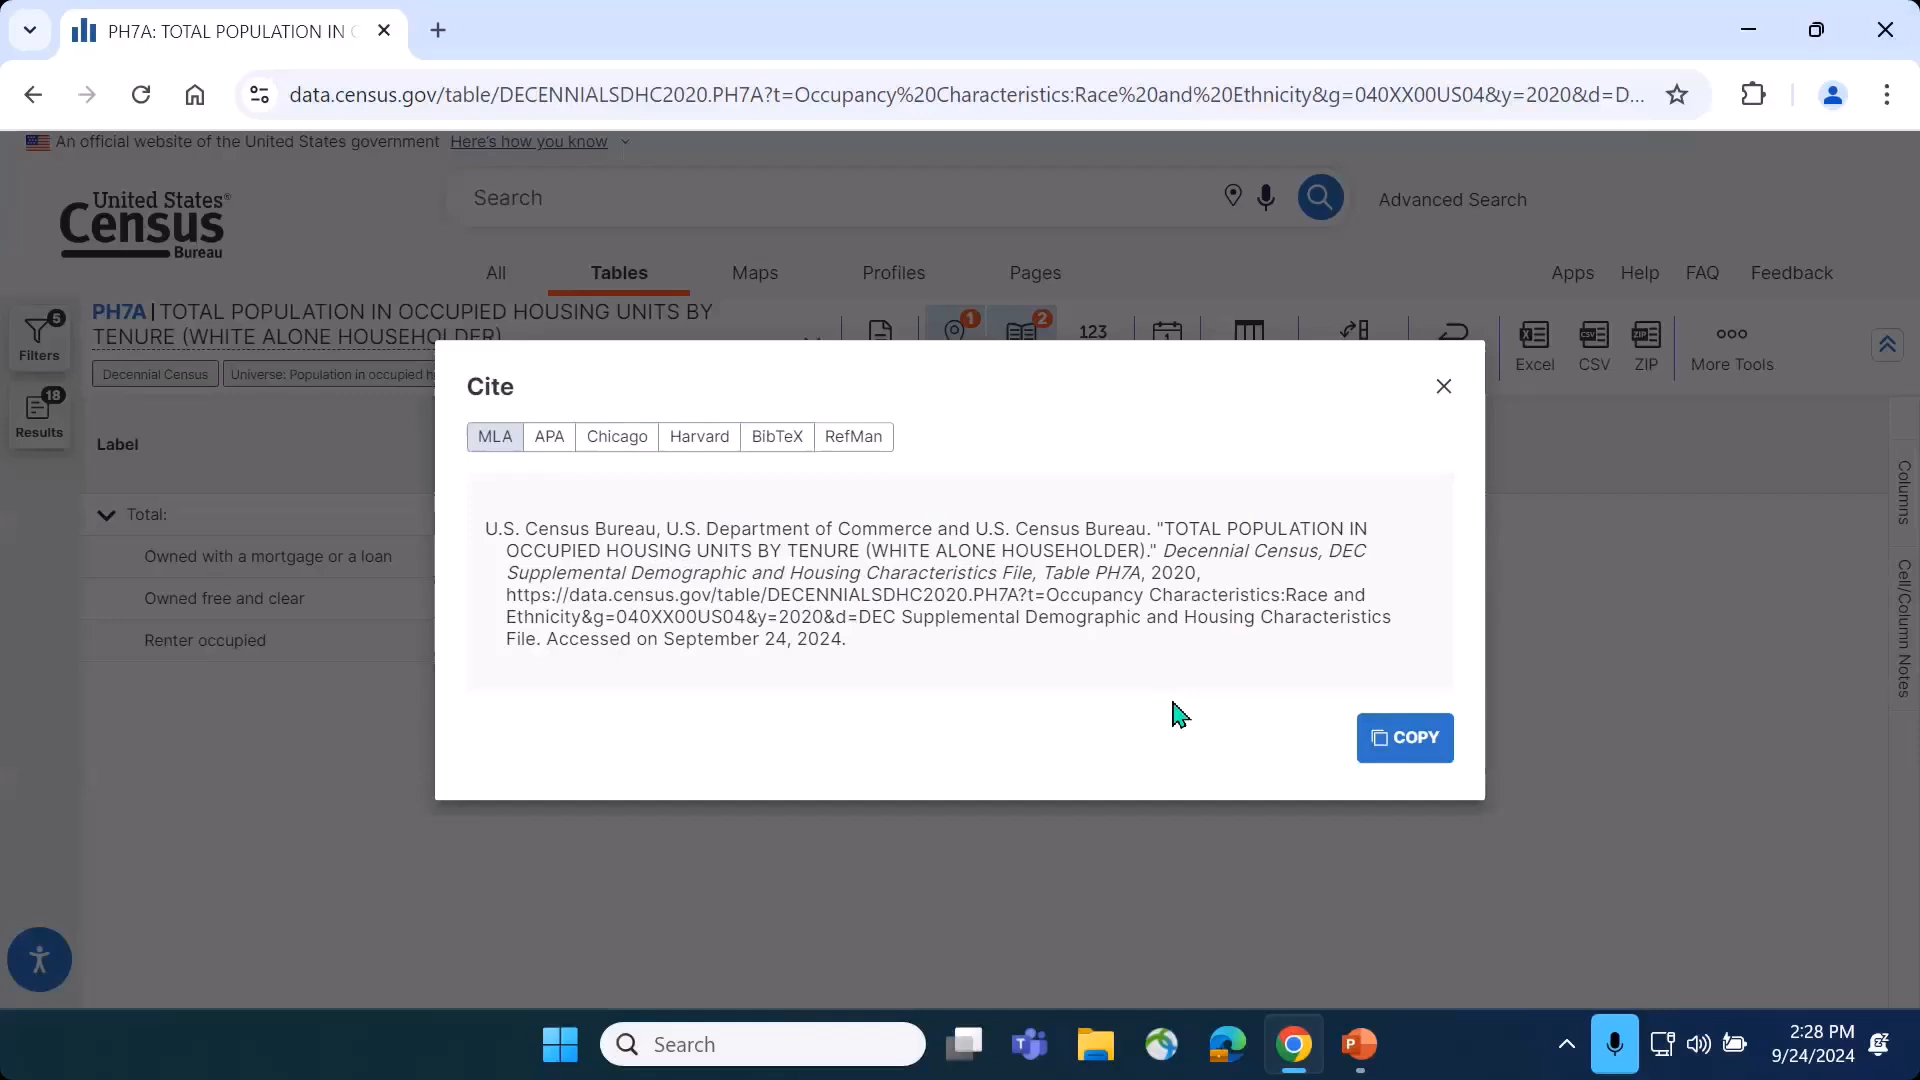 PH7A: TOTAL POPULATION IN
data.census.gov/table/DECENNIALSDHC2020.PH7A?t=Occupancy%20Characteristics:Race%20and%20Ethnicity&g=040XX00US04&y=2020&d=D...
An official website of the United States government Here's how you know
United States®
Census
Bureau
Search
Advanced Search
All Tables Maps Profiles Pages
Apps Help FAQ Feedback
5
Filters
18
Results
PH7A | TOTAL POPULATION IN OCCUPIED HOUSING UNITS BY
TENURE (WHITE ALONE HOUSEHOLDER)
Decennial Census Universe: Population in occupied
1
2
123
Excel CSV ZIP More Tools
Label
Total:
Owned with a mortgage or a loan
Owned free and clear
Renter occupied
Columns
Cell/Column Notes
Cite
MLA APA Chicago Harvard BibTeX RefMan
U.S. Census Bureau, U.S. Department of Commerce and U.S. Census Bureau. "TOTAL POPULATION IN
OCCUPIED HOUSING UNITS BY TENURE (WHITE ALONE HOUSEHOLDER)." Decennial Census, DEC
Supplemental Demographic and Housing Characteristics File, Table PH7A, 2020,
https://data.census.gov/table/DECENNIALSDHC2020.PH7A?t=Occupancy Characteristics:Race and
Ethnicity&g=040XX00US04&y=2020&d=DEC Supplemental Demographic and Housing Characteristics
File. Accessed on September 24, 2024.
COPY
Search
2:28 PM
9/24/2024